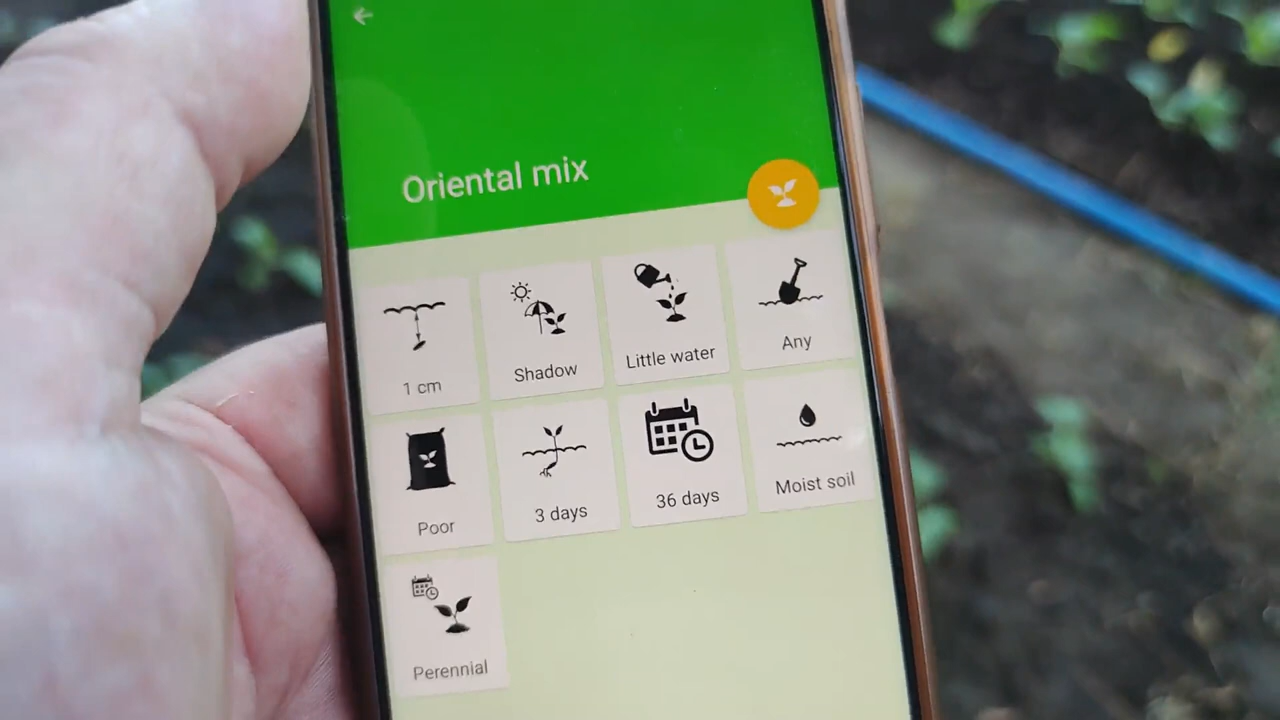 Oriental mix
1 cm
Shadow
Little water
Any
Poor
3 days
36 days
Moist soil
Perennial